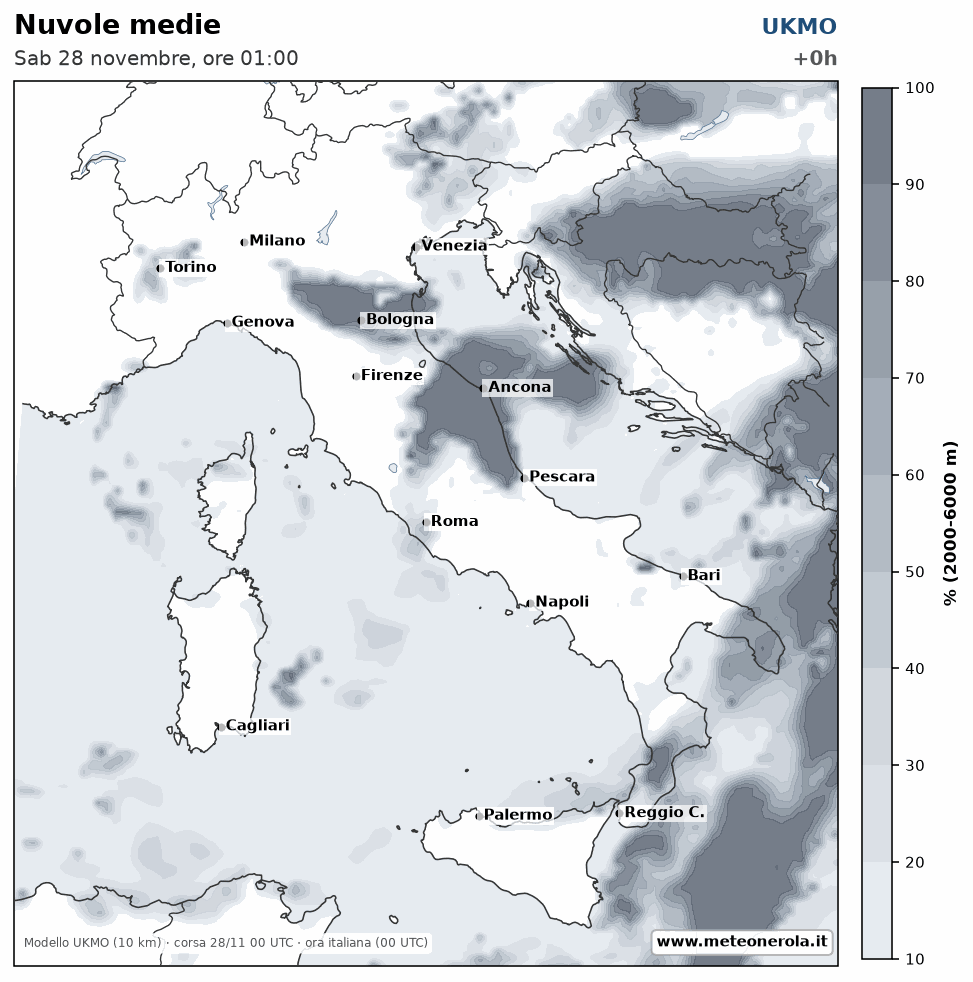 Nuvole medie
UKMO
Sab 28 novembre, ore 01:00
+0h
100
90
80
70
60
50
40
30
20
10
% (2000-6000 m)
Milano
Venezia
Torino
Genova
Bologna
Firenze
Ancona
Pescara
Roma
Bari
Napoli
Cagliari
Palermo
Reggio C.
Modello UKMO (10 km) · corsa 28/11 00 UTC · ora italiana (00 UTC)
www.meteonerola.it